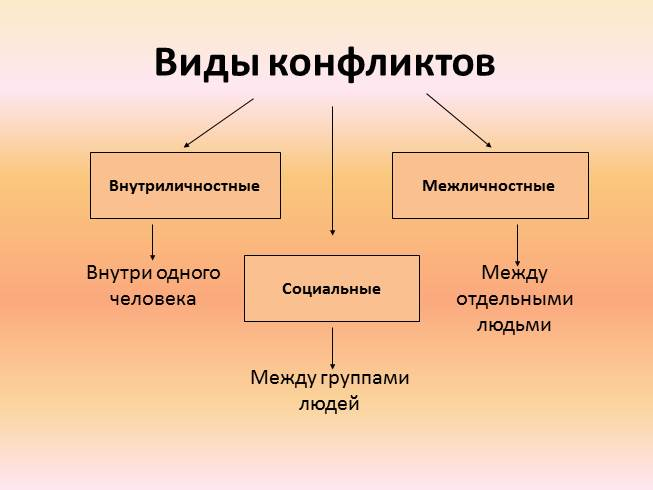 Виды конфликтов
Внутриличностные
Межличностные
Внутри одного
человека
Социальные
Между
отдельными
людьми
Между группами
людей